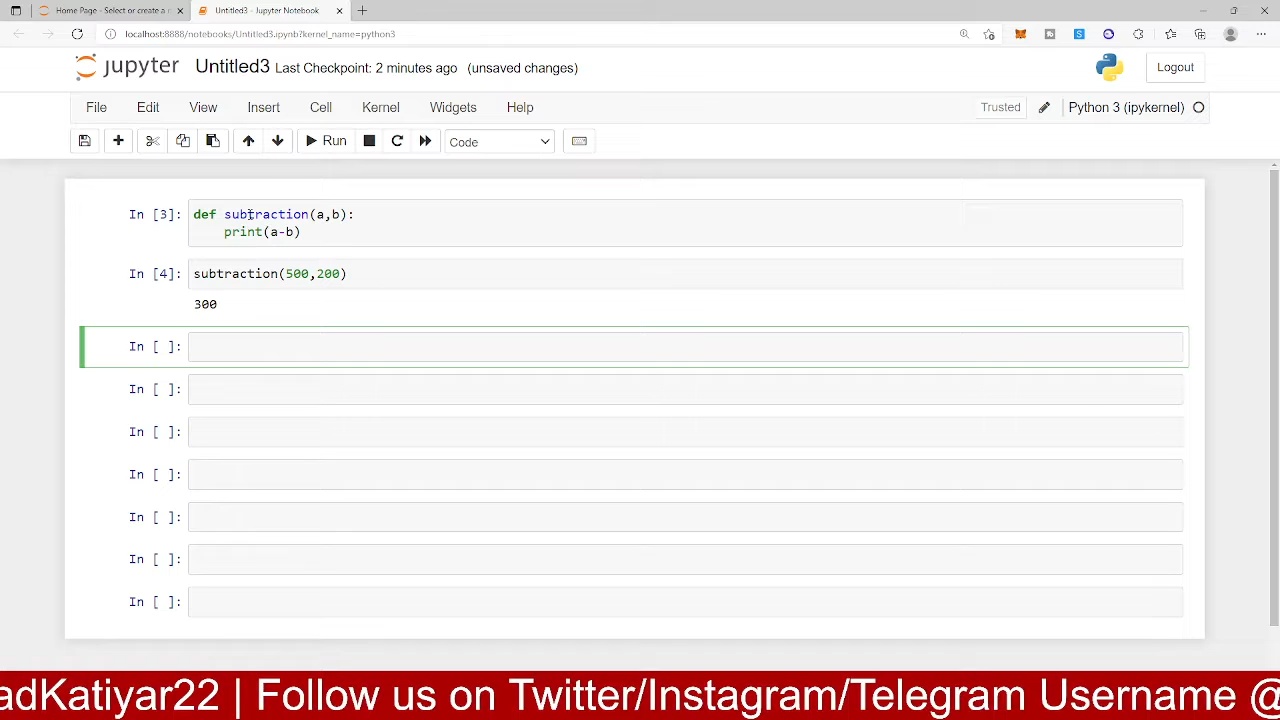 Home Page - Select or create a n
Untitled3 - Jupyter Notebook
localhost:8888/notebooks/Untitled3.ipynb?kernel_name=python3
jupyter Untitled3 Last Checkpoint: 2 minutes ago (unsaved changes)
Logout
File Edit View Insert Cell Kernel Widgets Help
Trusted Python 3 (ipykernel)
Run Code
In [3]: def subtraction(a,b):
print(a-b)
In [4]: subtraction(500,200)
300
In [ ]:
In [ ]:
In [ ]:
In [ ]:
In [ ]:
In [ ]:
In [ ]:
adKatiyar22 | Follow us on Twitter/Instagram/Telegram Username @